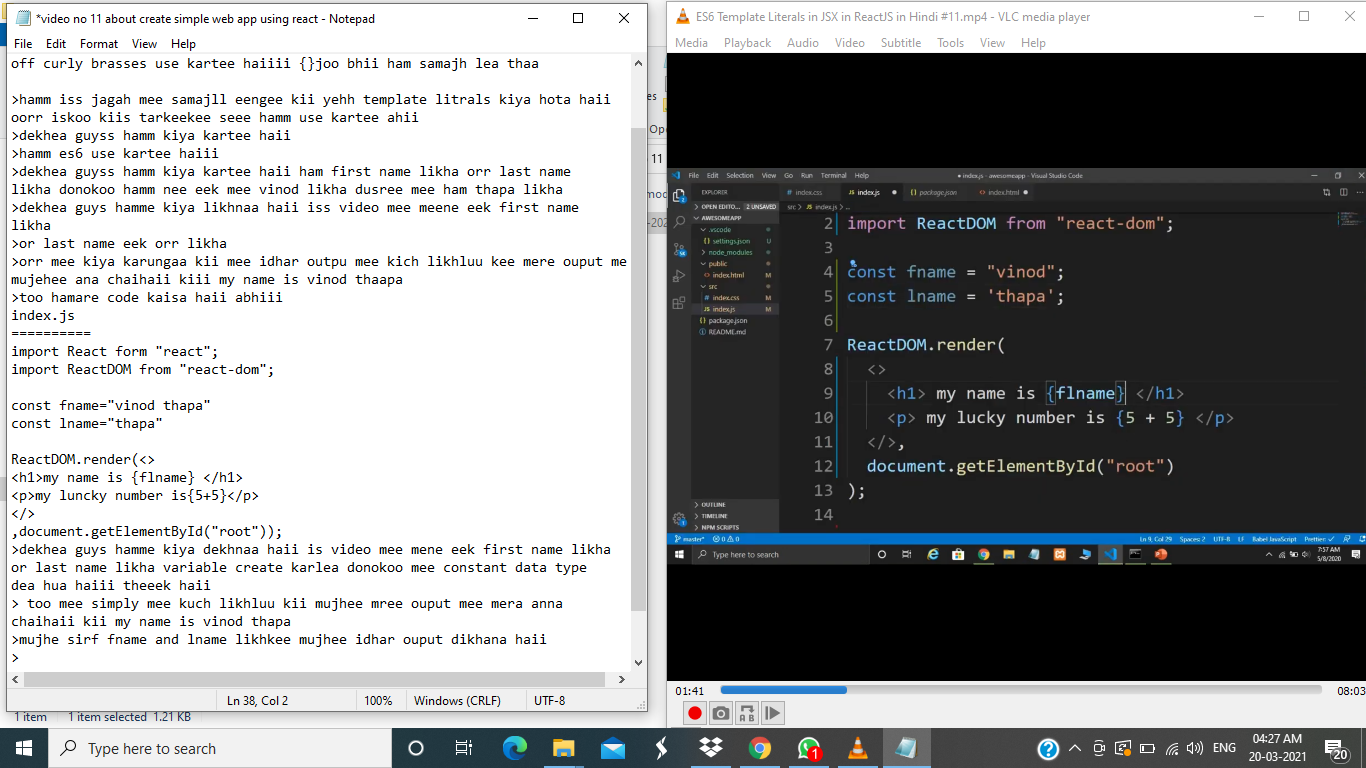 *video no 11 about create simple web app using react - Notepad
File Edit Format View Help
off curly brasses use kartee haiiii {}joo bhii ham samajh lea thaa
>hamm iss jagah mee samajll eengee kii yehh template litrals kiya hota haii
oorr iskoo kiis tarkeekee seee hamm use kartee ahii
>dekhea guyss hamm kiya kartee haii
>hamm es6 use kartee haiii
>dekhea guyss hamm kiya kartee haii ham first name likha orr last name
likha donokoo hamm nee eek mee vinod likha dusree mee ham thapa likha
>dekhea guys hamme kiya likhnaa haii iss video mee meene eek first name
likha
>or last name eek orr likha
>orr mee kiya karungaa kii mee idhar outpu mee kich likhluu kee mere ouput me
mujehee ana chaihaii kiii my name is vinod thaapa
>too hamare code kaisa haii abhiii
index.js
==========
import React form "react";
import ReactDOM from "react-dom";
const fname="vinod thapa"
const lname="thapa"
ReactDOM.render(<>
<h1>my name is {flname} </h1>
<p>my luncky number is{5+5}</p>
</>
,document.getElementById("root"));
>dekhea guys hamme kiya dekhnaa haii is video mee mene eek first name likha
or last name likha variable create karlea donokoo mee constant data type
dea hua haiii theeek haii
> too mee simply mee kuch likhluu kii mujhee mree ouput mee mera anna
chaihaii kii my name is vinod thapa
>mujhe sirf fname and lname likhkee mujhee idhar ouput dikhana haii
>
Ln 38, Col 2 100% Windows (CRLF) UTF-8
1 item 1 item selected 1.21 KB
ES6 Template Literals in JSX in ReactJS in Hindi #11.mp4 - VLC media player
Media Playback Audio Video Subtitle Tools View Help
File Edit Selection View Go Run Terminal Help ● index.js - awesomeapp - Visual Studio Code
EXPLORER
OPEN EDITO... 2 UNSAVED
AWESOMEAPP
.vscode
settings.json U
node_modules
public
index.html M
src
index.css M
index.js M
package.json
README.md
OUTLINE
TIMELINE
NPM SCRIPTS
index.css index.js package.json index.html
src > index.js > ...
2 import ReactDOM from "react-dom";
3
4 const fname = "vinod";
5 const lname = 'thapa';
6
7 ReactDOM.render(
8 <>
9 <h1> my name is {flname} </h1>
10 <p> my lucky number is {5 + 5} </p>
11 </>,
12 document.getElementById("root")
13 );
14
master* 0 0 Ln 9, Col 29 Spaces: 2 UTF-8 LF Babel JavaScript Prettier: ✓
Type here to search 7:57 AM
5/8/2020
01:41 08:03
Type here to search ENG 04:27 AM
20-03-2021 20